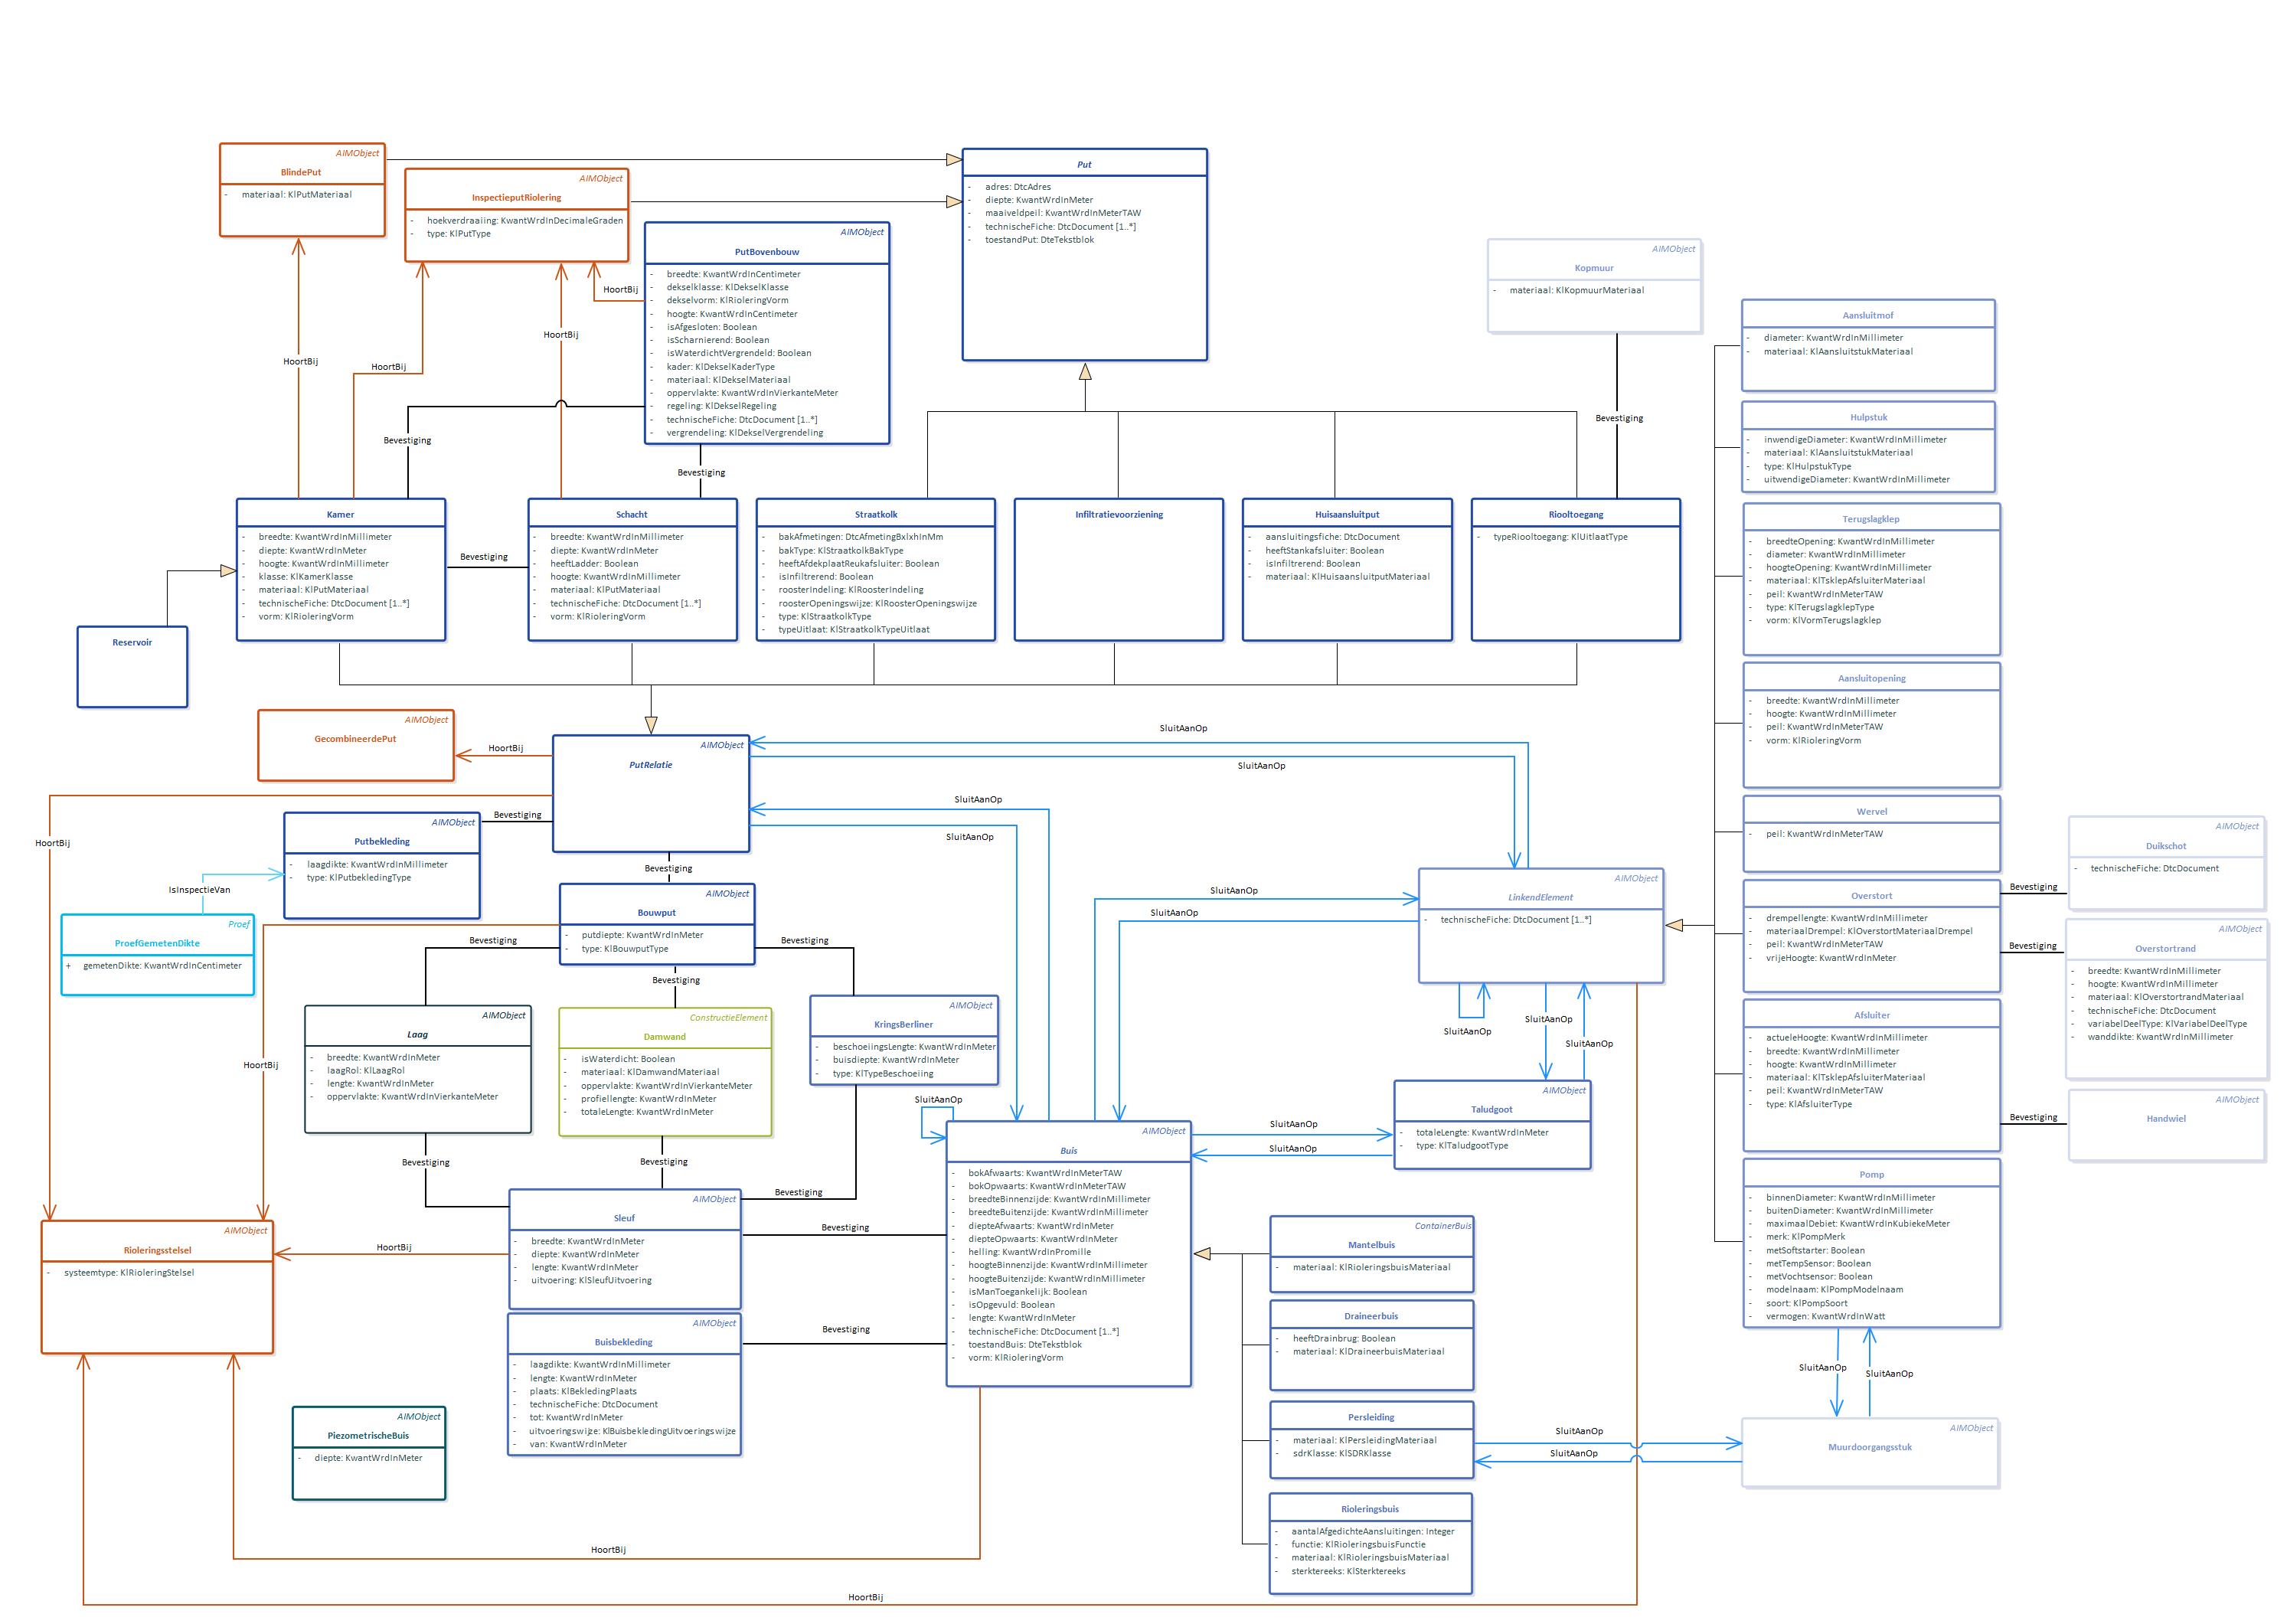 AIMObject
BlindePut
- materiaal: KlPutMateriaal
AIMObject
InspectieputRiolering
- hoekverdraaiing: KwantWrdInDecimaleGraden
- type: KlPutType
Put
- adres: DtcAdres
- diepte: KwantWrdInMeter
- maaiveldpeil: KwantWrdInMeterTAW
- technischeFiche: DtcDocument [1..*]
- toestandPut: DteTekstblok
AIMObject
PutBovenbouw
- breedte: KwantWrdInCentimeter
- dekselklasse: KlDekselKlasse
- dekselvorm: KlRioleringVorm
- hoogte: KwantWrdInCentimeter
- isAfgesloten: Boolean
- isScharnierend: Boolean
- isWaterdichtVergrendeld: Boolean
- kader: KlDekselKaderType
- materiaal: KlDekselMateriaal
- oppervlakte: KwantWrdInVierkanteMeter
- regeling: KlDekselRegeling
- technischeFiche: DtcDocument [1..*]
- vergrendeling: KlDekselVergrendeling
HoortBij
HoortBij
HoortBij
HoortBij
Bevestiging
Bevestiging
AIMObject
Kopmuur
- materiaal: KlKopmuurMateriaal
Bevestiging
Aansluitmof
- diameter: KwantWrdInMillimeter
- materiaal: KlAansluitstukMateriaal
Hulpstuk
- inwendigeDiameter: KwantWrdInMillimeter
- materiaal: KlAansluitstukMateriaal
- type: KlHulpstukType
- uitwendigeDiameter: KwantWrdInMillimeter
Terugslagklep
- breedteOpening: KwantWrdInMillimeter
- diameter: KwantWrdInMillimeter
- hoogteOpening: KwantWrdInMillimeter
- materiaal: KlTsklepAfsluiterMateriaal
- peil: KwantWrdInMeterTAW
- type: KlTerugslagklepType
- vorm: KlVormTerugslagklep
Aansluitopening
- breedte: KwantWrdInMillimeter
- hoogte: KwantWrdInMillimeter
- peil: KwantWrdInMeterTAW
- vorm: KlRioleringVorm
Wervel
- peil: KwantWrdInMeterTAW
Overstort
- drempellengte: KwantWrdInMillimeter
- materiaalDrempel: KlOverstortMateriaalDrempel
- peil: KwantWrdInMeterTAW
- vrijeHoogte: KwantWrdInMeter
Afsluiter
- actueleHoogte: KwantWrdInMillimeter
- breedte: KwantWrdInMillimeter
- hoogte: KwantWrdInMillimeter
- materiaal: KlTsklepAfsluiterMateriaal
- peil: KwantWrdInMeterTAW
- type: KlAfsluiterType
Pomp
- binnenDiameter: KwantWrdInMillimeter
- buitenDiameter: KwantWrdInMillimeter
- maximaalDebiet: KwantWrdInKubiekeMeter
- merk: KlPompMerk
- metSoftstarter: Boolean
- metTempSensor: Boolean
- metVochtsensor: Boolean
- modelnaam: KlPompModelnaam
- soort: KlPompSoort
- vermogen: KwantWrdInWatt
Bevestiging
AIMObject
Duikschot
- technischeFiche: DtcDocument
Bevestiging
AIMObject
Overstortrand
- breedte: KwantWrdInMillimeter
- hoogte: KwantWrdInMillimeter
- materiaal: KlOverstortrandMateriaal
- technischeFiche: DtcDocument
- variabelDeelType: KlVariabelDeelType
- wanddikte: KwantWrdInMillimeter
Bevestiging
AIMObject
Handwiel
SluitAanOp
SluitAanOp
AIMObject
Muurdoorgangsstuk
Kamer
- breedte: KwantWrdInMillimeter
- diepte: KwantWrdInMeter
- hoogte: KwantWrdInMillimeter
- klasse: KlKamerKlasse
- materiaal: KlPutMateriaal
- technischeFiche: DtcDocument [1..*]
- vorm: KlRioleringVorm
Bevestiging
Schacht
- breedte: KwantWrdInMillimeter
- diepte: KwantWrdInMeter
- heeftLadder: Boolean
- hoogte: KwantWrdInMillimeter
- materiaal: KlPutMateriaal
- technischeFiche: DtcDocument [1..*]
- vorm: KlRioleringVorm
Straatkolk
- bakAfmetingen: DtcAfmetingBxlxhInMm
- bakType: KlStraatkolkBakType
- heeftAfdekplaatReukafsluiter: Boolean
- isInfiltrerend: Boolean
- roosterIndeling: KlRoosterIndeling
- roosterOpeningswijze: KlRoosterOpeningswijze
- type: KlStraatkolkType
- typeUitlaat: KlStraatkolkTypeUitlaat
Infiltratievoorziening
Huisaansluitput
- aansluitingsfiche: DtcDocument
- heeftStankafsluiter: Boolean
- isInfiltrerend: Boolean
- materiaal: KlHuisaansluitputMateriaal
Riooltoegang
- typeRiooltoegang: KlUitlaatType
Reservoir
AIMObject
GecombineerdePut
HoortBij
AIMObject
PutRelatie
SluitAanOp
SluitAanOp
SluitAanOp
SluitAanOp
HoortBij
Bevestiging
AIMObject
Putbekleding
- laagdikte: KwantWrdInMillimeter
- type: KlPutbekledingType
IsInspectieVan
Proef
ProefGemetenDikte
+ gemetenDikte: KwantWrdInCentimeter
Bevestiging
AIMObject
Bouwput
- putdiepte: KwantWrdInMeter
- type: KlBouwputType
Bevestiging
Bevestiging
Bevestiging
HoortBij
AIMObject
Laag
- breedte: KwantWrdInMeter
- laagRol: KlLaagRol
- lengte: KwantWrdInMeter
- oppervlakte: KwantWrdInVierkanteMeter
ConstructieElement
Damwand
- isWaterdicht: Boolean
- materiaal: KlDamwandMateriaal
- oppervlakte: KwantWrdInVierkanteMeter
- profiellengte: KwantWrdInMeter
- totaleLengte: KwantWrdInMeter
AIMObject
KringsBerliner
- beschoeiingsLengte: KwantWrdInMeter
- buisdiepte: KwantWrdInMeter
- type: KlTypeBeschoeiing
Bevestiging
Bevestiging
Bevestiging
AIMObject
LinkendElement
- technischeFiche: DtcDocument [1..*]
SluitAanOp
SluitAanOp
SluitAanOp
SluitAanOp
SluitAanOp
AIMObject
Taludgoot
- totaleLengte: KwantWrdInMeter
- type: KlTaludgootType
SluitAanOp
SluitAanOp
SluitAanOp
AIMObject
Buis
- bokAfwaarts: KwantWrdInMeterTAW
- bokOpwaarts: KwantWrdInMeterTAW
- breedteBinnenzijde: KwantWrdInMillimeter
- breedteBuitenzijde: KwantWrdInMillimeter
- diepteAfwaarts: KwantWrdInMeter
- diepteOpwaarts: KwantWrdInMeter
- helling: KwantWrdInPromille
- hoogteBinnenzijde: KwantWrdInMillimeter
- hoogteBuitenzijde: KwantWrdInMillimeter
- isManToegankelijk: Boolean
- isOpgevuld: Boolean
- lengte: KwantWrdInMeter
- technischeFiche: DtcDocument [1..*]
- toestandBuis: DteTekstblok
- vorm: KlRioleringVorm
AIMObject
Sleuf
- breedte: KwantWrdInMeter
- diepte: KwantWrdInMeter
- lengte: KwantWrdInMeter
- uitvoering: KlSleufUitvoering
Bevestiging
HoortBij
AIMObject
Rioleringsstelsel
- systeemtype: KlRioleringStelsel
AIMObject
Buisbekleding
- laagdikte: KwantWrdInMillimeter
- lengte: KwantWrdInMeter
- plaats: KlBekledingPlaats
- technischeFiche: DtcDocument
- tot: KwantWrdInMeter
- uitvoeringswijze: KlBuisbekledingUitvoeringswijze
- van: KwantWrdInMeter
Bevestiging
AIMObject
PiezometrischeBuis
- diepte: KwantWrdInMeter
ContainerBuis
Mantelbuis
- materiaal: KlRioleringsbuisMateriaal
Draineerbuis
- heeftDrainbrug: Boolean
- materiaal: KlDraineerbuisMateriaal
Persleiding
- materiaal: KlPersleidingMateriaal
- sdrKlasse: KlSDRKlasse
SluitAanOp
SluitAanOp
Rioleringsbuis
- aantalAfgedichteAansluitingen: Integer
- functie: KlRioleringsbuisFunctie
- materiaal: KlRioleringsbuisMateriaal
- sterktereeks: KlSterktereeks
HoortBij
HoortBij